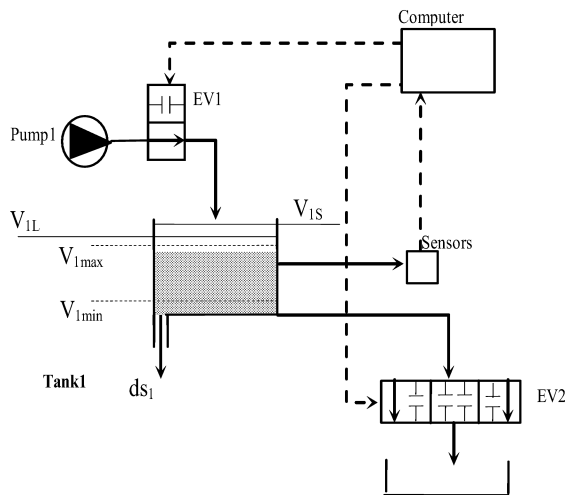 Computer
EV1
Pump1
V1L
V1S
Sensors
V1max
V1min
Tank1
ds1
EV2